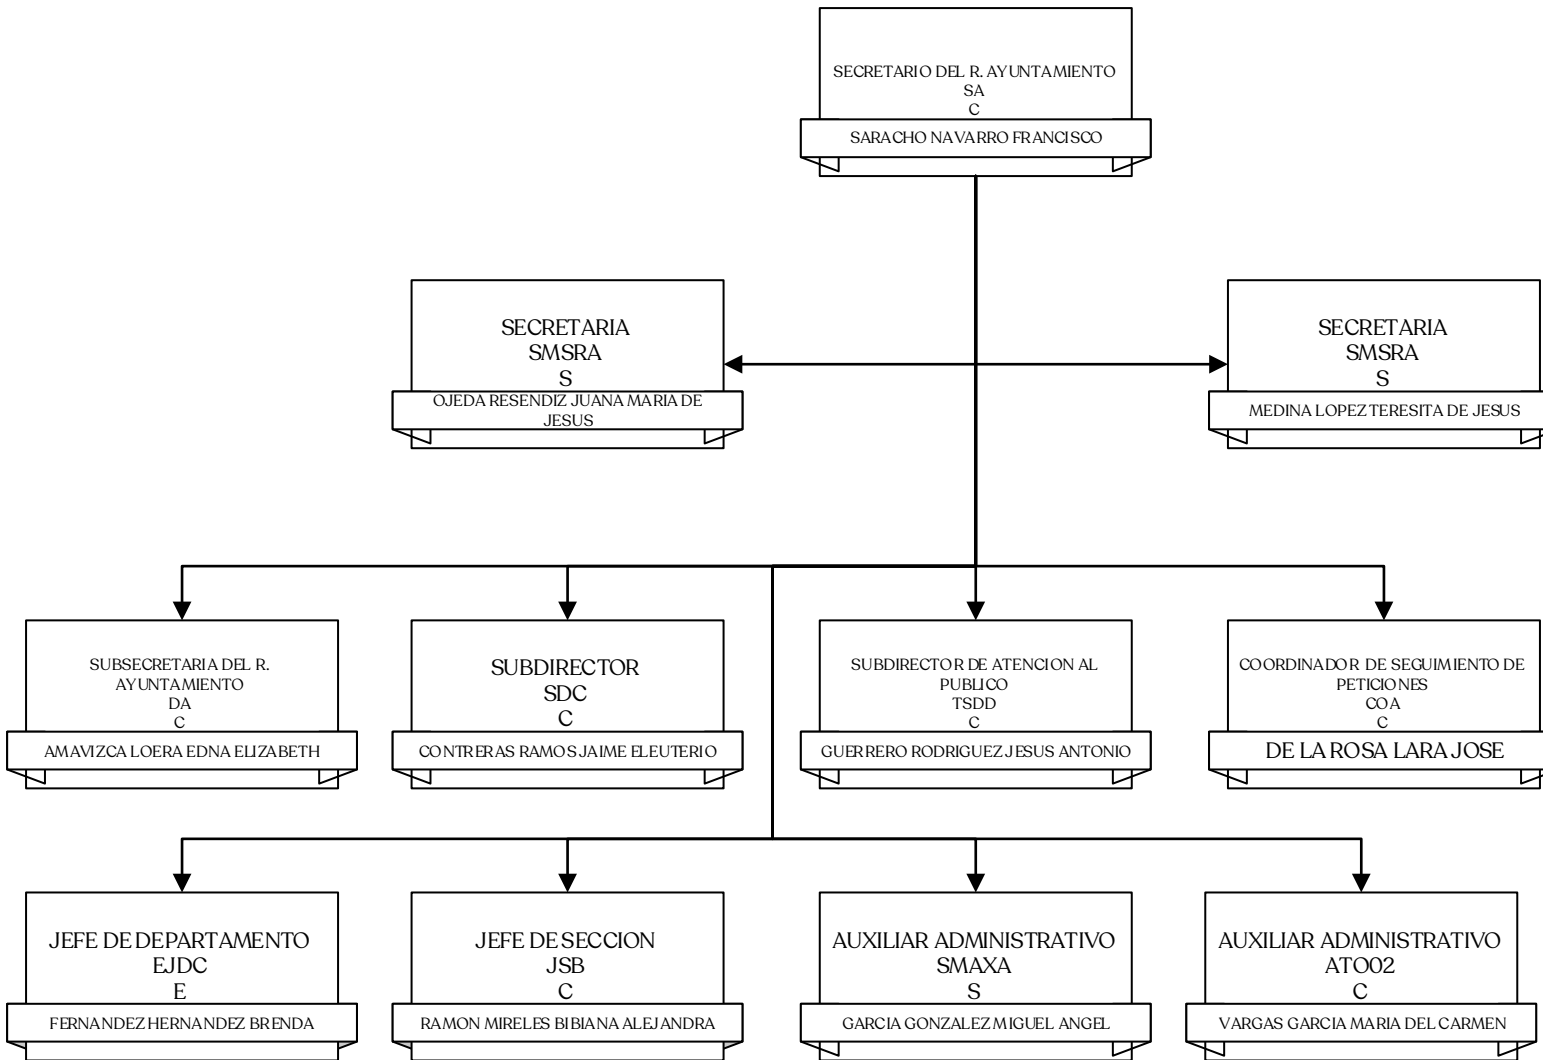 SECRETARIO DEL R. AYUNTAMIENTO
SA
C
SARACHO NAVARRO FRANCISCO
SECRETARIA
SMSRA
S
OJEDA RESENDIZ JUANA MARIA DE
JESUS
SECRETARIA
SMSRA
S
MEDINA LOPEZ TERESITA DE JESUS
SUBSECRETARIA DEL R.
AYUNTAMIENTO
DA
C
AMAVIZCA LOERA EDNA ELIZABETH
SUBDIRECTOR
SDC
C
CONTRERAS RAMOS JAIME ELEUTERIO
SUBDIRECTOR DE ATENCION AL
PUBLICO
TSDD
C
GUERRERO RODRIGUEZ JESUS ANTONIO
COORDINADOR DE SEGUIMIENTO DE
PETICIONES
COA
C
DE LA ROSA LARA JOSE
JEFE DE DEPARTAMENTO
EJDC
E
FERNANDEZ HERNANDEZ BRENDA
JEFE DE SECCION
JSB
C
RAMON MIRELES BIBIANA ALEJANDRA
AUXILIAR ADMINISTRATIVO
SMAXA
S
GARCIA GONZALEZ MIGUEL ANGEL
AUXILIAR ADMINISTRATIVO
ATO02
C
VARGAS GARCIA MARIA DEL CARMEN